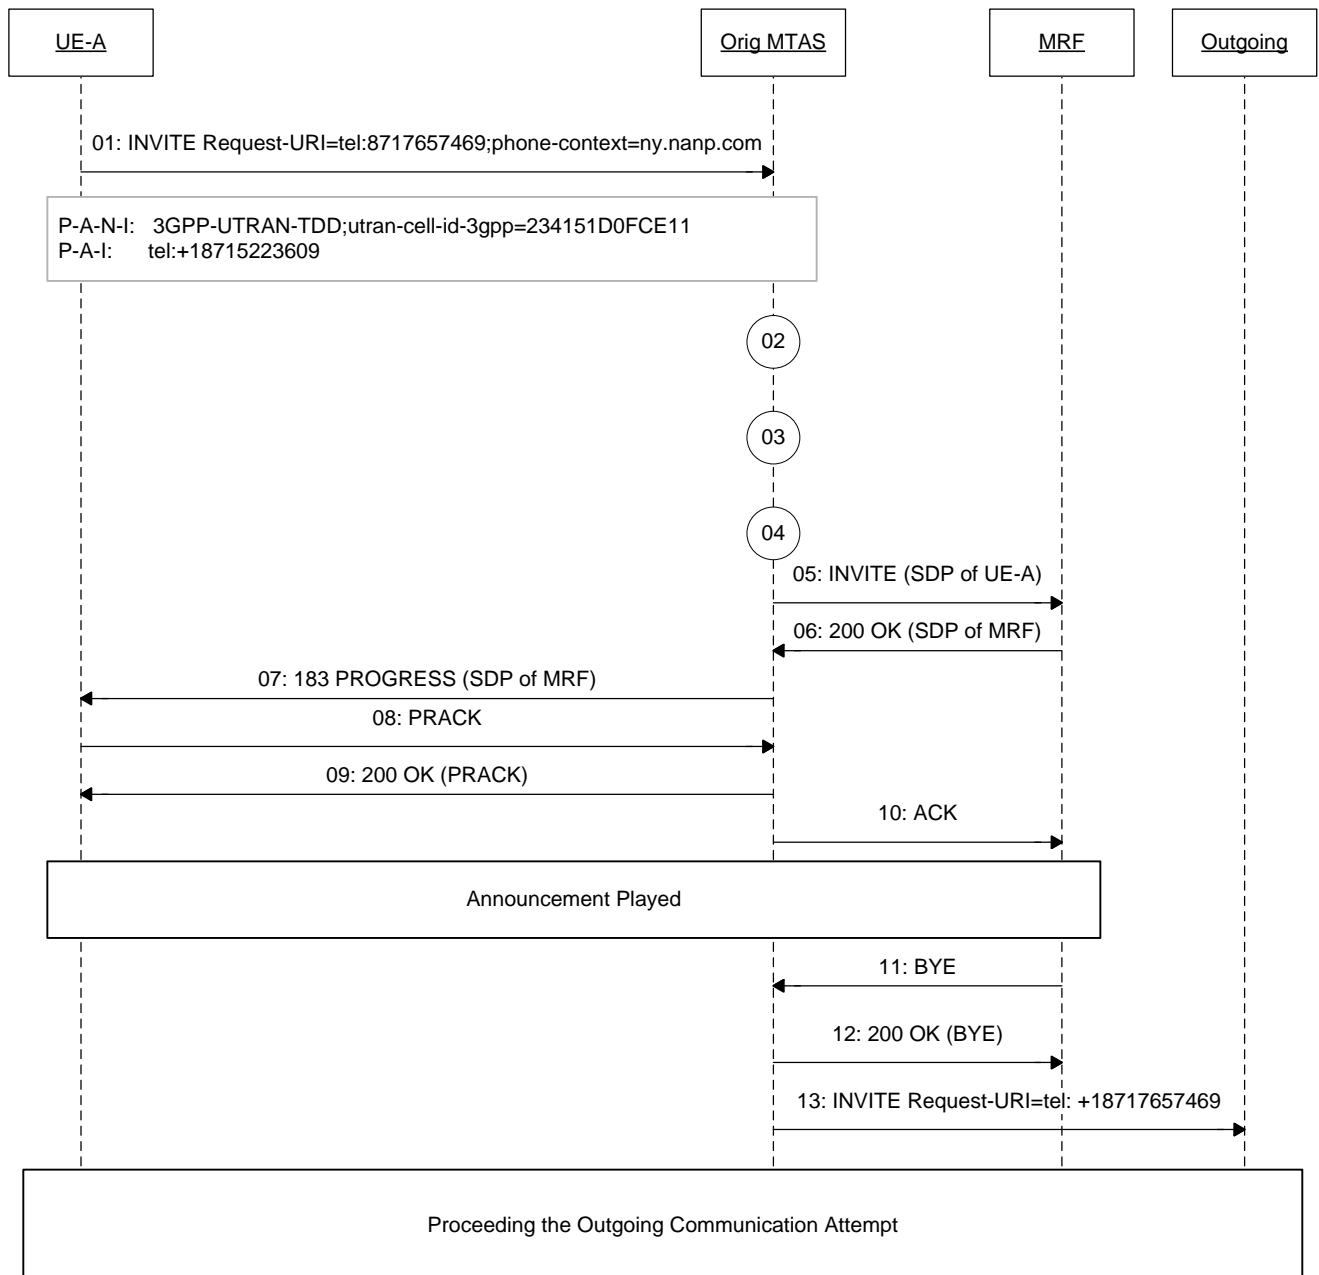 UE-A
Orig MTAS
MRF
Outgoing
01: INVITE Request-URI=tel:8717657469;phone-context=ny.nanp.com
P-A-N-I: 3GPP-UTRAN-TDD;utran-cell-id-3gpp=234151D0FCE11
P-A-I: tel:+18715223609
02
03
04
05: INVITE (SDP of UE-A)
06: 200 OK (SDP of MRF)
07: 183 PROGRESS (SDP of MRF)
08: PRACK
09: 200 OK (PRACK)
10: ACK
Announcement Played
11: BYE
12: 200 OK (BYE)
13: INVITE Request-URI=tel: +18717657469
Proceeding the Outgoing Communication Attempt